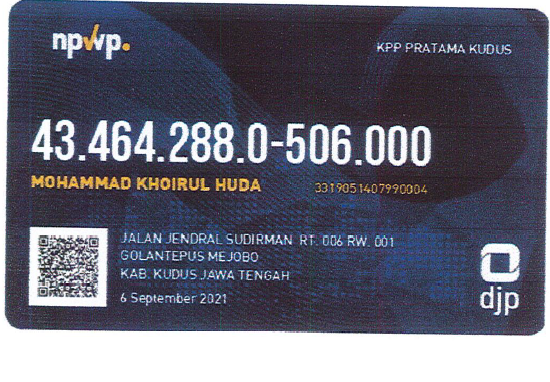 npwp.
KPP PRATAMA KUDUS
43.464.288.0-506.000
MOHAMMAD KHOIRUL HUDA 3319051407990004
JALAN JENDRAL SUDIRMAN RT. 006 RW. 001
GOLANTEPUS MEJOBO
KAB. KUDUS JAWA TENGAH
6 September 2021
djp